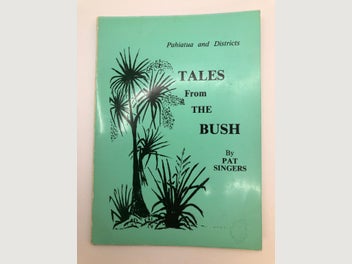 Pahiatua and Districts
TALES
From
THE
BUSH
By
PAT
SINGERS